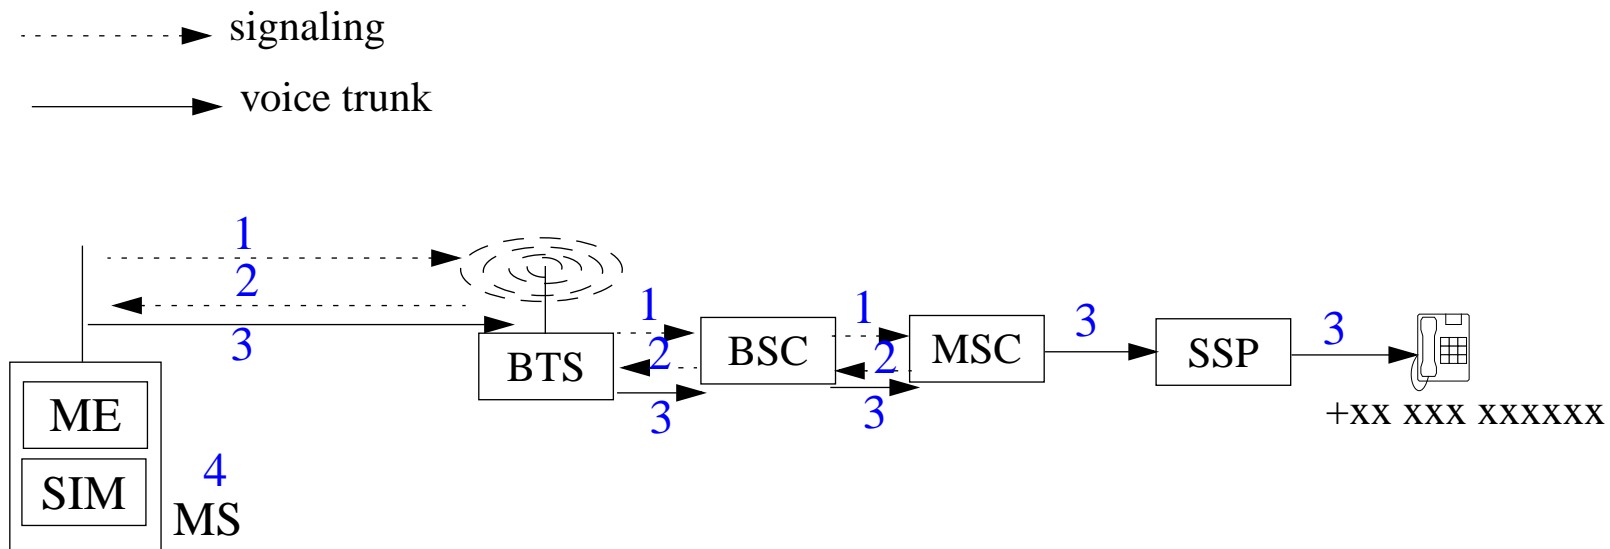 signaling
voice trunk
1
2
3
1
2
3
1
2
3
3
3
BTS
BSC
MSC
SSP
+xx xxx xxxxxx
ME
SIM
4
MS